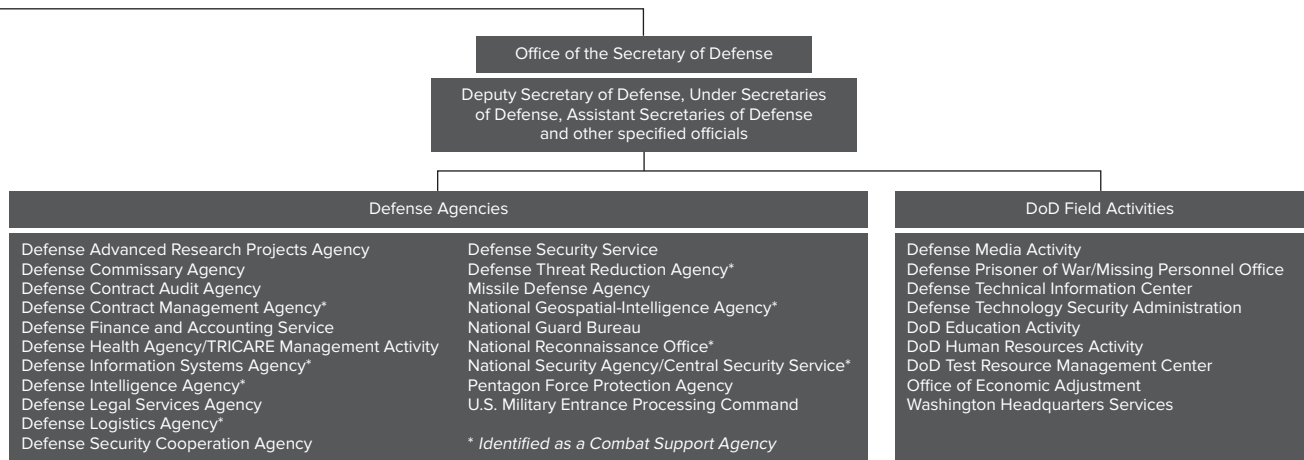 Office of the Secretary of Defense
Deputy Secretary of Defense, Under Secretaries
of Defense, Assistant Secretaries of Defense
and other specified officials
Defense Agencies
Defense Advanced Research Projects Agency
Defense Commissary Agency
Defense Contract Audit Agency
Defense Contract Management Agency*
Defense Finance and Accounting Service
Defense Health Agency/TRICARE Management Activity
Defense Information Systems Agency*
Defense Intelligence Agency*
Defense Legal Services Agency
Defense Logistics Agency*
Defense Security Cooperation Agency
Defense Security Service
Defense Threat Reduction Agency*
Missile Defense Agency
National Geospatial-Intelligence Agency*
National Guard Bureau
National Reconnaissance Office*
National Security Agency/Central Security Service*
Pentagon Force Protection Agency
U.S. Military Entrance Processing Command
* Identified as a Combat Support Agency
DoD Field Activities
Defense Media Activity
Defense Prisoner of War/Missing Personnel Office
Defense Technical Information Center
Defense Technology Security Administration
DoD Education Activity
DoD Human Resources Activity
DoD Test Resource Management Center
Office of Economic Adjustment
Washington Headquarters Services